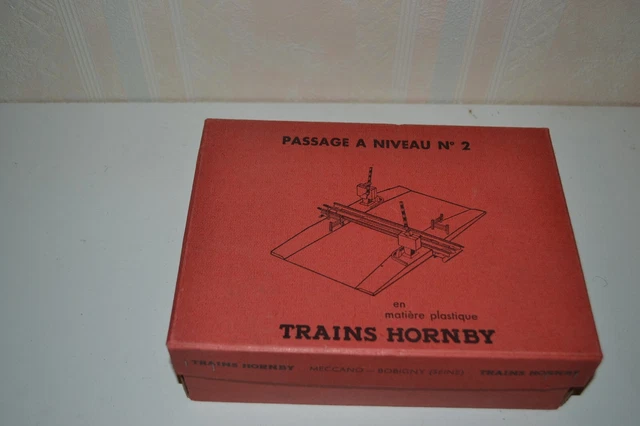 PASSAGE A NIVEAU N° 2
en
matière plastique
TRAINS HORNBY
TRAINS HORNBY MECCANO - BOBIGNY (SEINE) TRAINS HORNBY